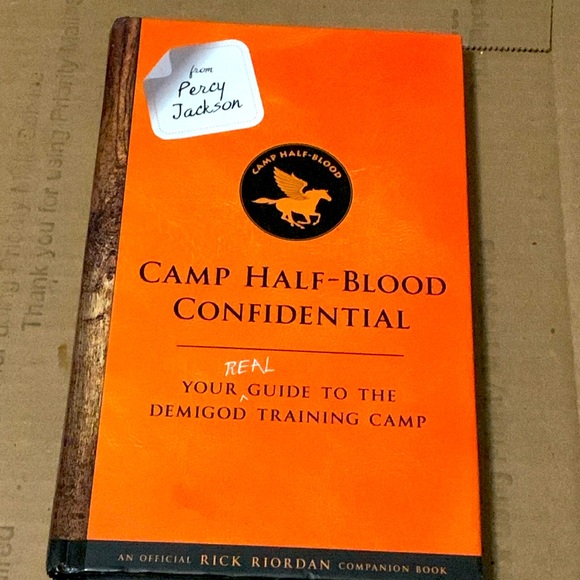 from
Percy
Jackson
CAMP HALF-BLOOD
CAMP HALF-BLOOD
CONFIDENTIAL
REAL
YOUR ^ GUIDE TO THE
DEMIGOD TRAINING CAMP
AN OFFICIAL RICK RIORDAN COMPANION BOOK
Thank you for using Priority Mail